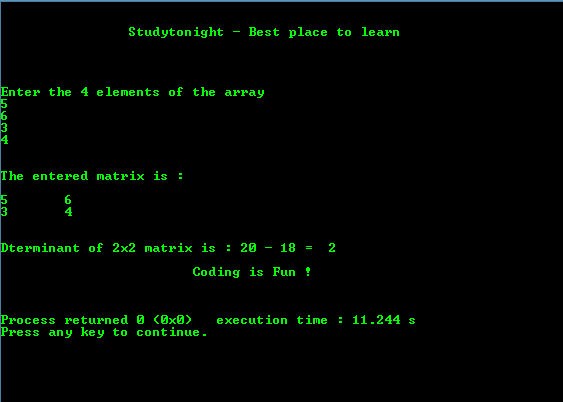 Studytonight - Best place to learn
Enter the 4 elements of the array
5
6
3
4
The entered matrix is :
5 6
3 4
Dterminant of 2x2 matrix is : 20 - 18 = 2
Coding is Fun !
Process returned 0 (0x0) execution time : 11.244 s
Press any key to continue.